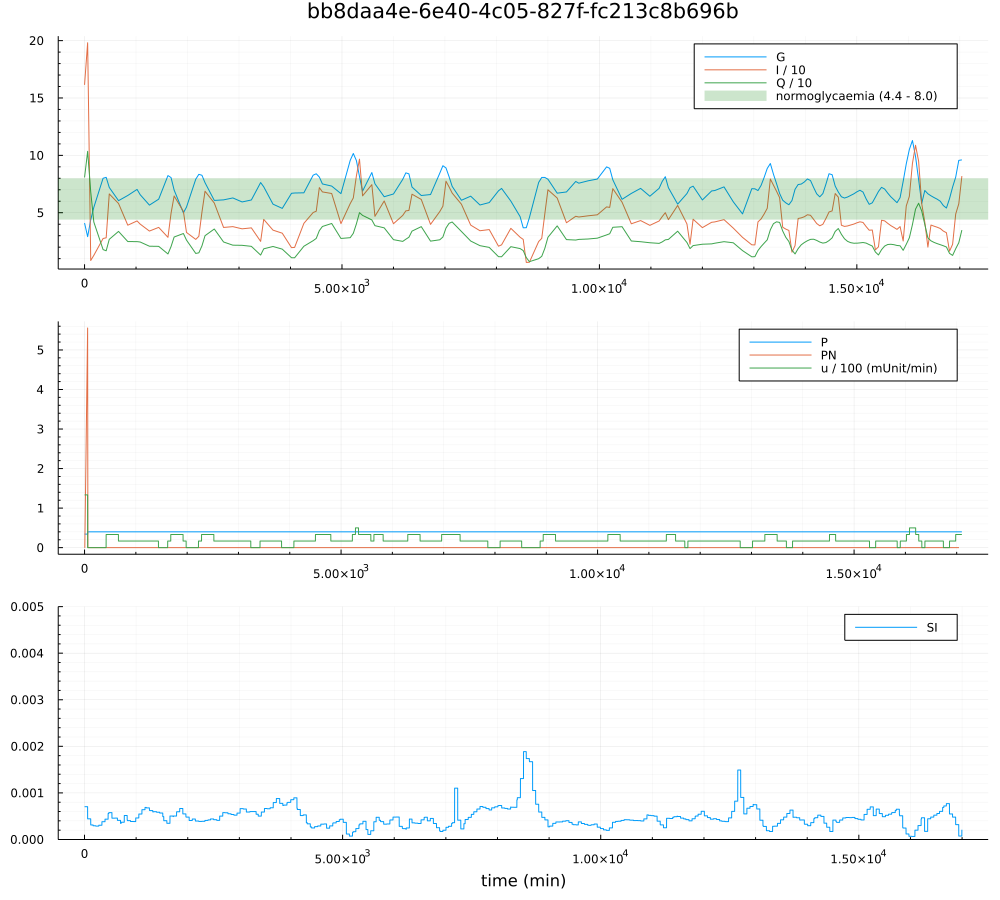 bb8daa4e-6e40-4c05-827f-fc213c8b696b
20
15
10
5
G
I / 10
Q / 10
normoglycaemia (4.4 - 8.0)
0
5.00×10³
1.00×10⁴
1.50×10⁴
5
4
3
2
1
0
P
PN
u / 100 (mUnit/min)
0
5.00×10³
1.00×10⁴
1.50×10⁴
0.005
0.004
0.003
0.002
0.001
0.000
SI
0
5.00×10³
1.00×10⁴
1.50×10⁴
time (min)